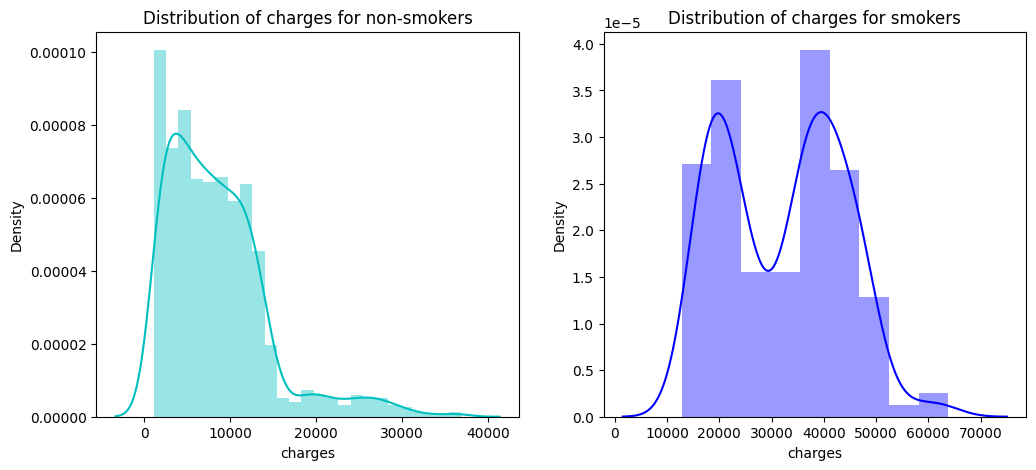 Distribution of charges for non-smokers
0.00010
0.00008
0.00006
0.00004
0.00002
0.00000
Density
0 10000 20000 30000 40000
charges
Distribution of charges for smokers
1e−5
4.0
3.5
3.0
2.5
2.0
1.5
1.0
0.5
0.0
Density
0 10000 20000 30000 40000 50000 60000 70000
charges